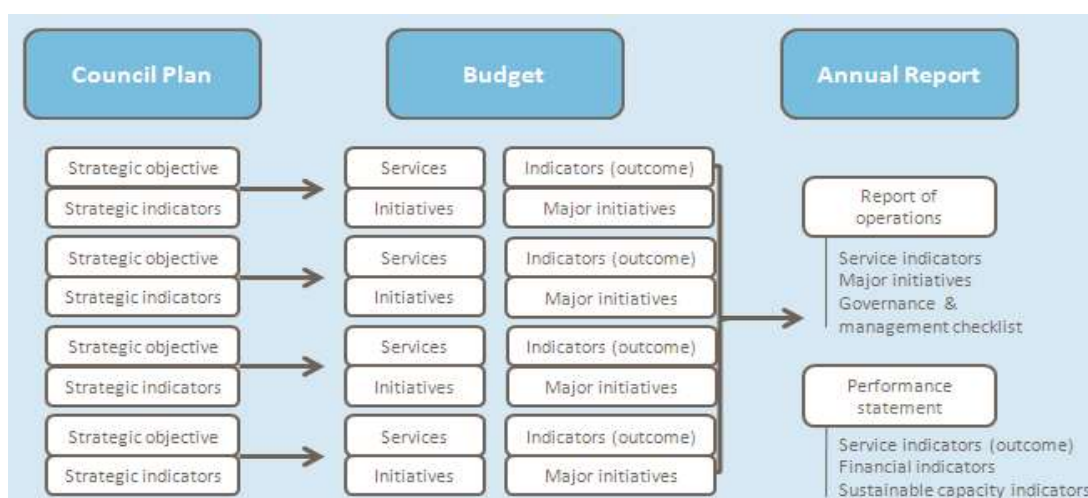 Council Plan
Budget
Annual Report
Strategic objective
Strategic indicators
Services
Initiatives
Indicators (outcome)
Major initiatives
Strategic objective
Strategic indicators
Services
Initiatives
Indicators (outcome)
Major initiatives
Strategic objective
Strategic indicators
Services
Initiatives
Indicators (outcome)
Major initiatives
Strategic objective
Strategic indicators
Services
Initiatives
Indicators (outcome)
Major initiatives
Report of
operations
Service indicators
Major initiatives
Governance &
management checklist
Performance
statement
Service indicators (outcome)
Financial indicators
Sustainable capacity indicators